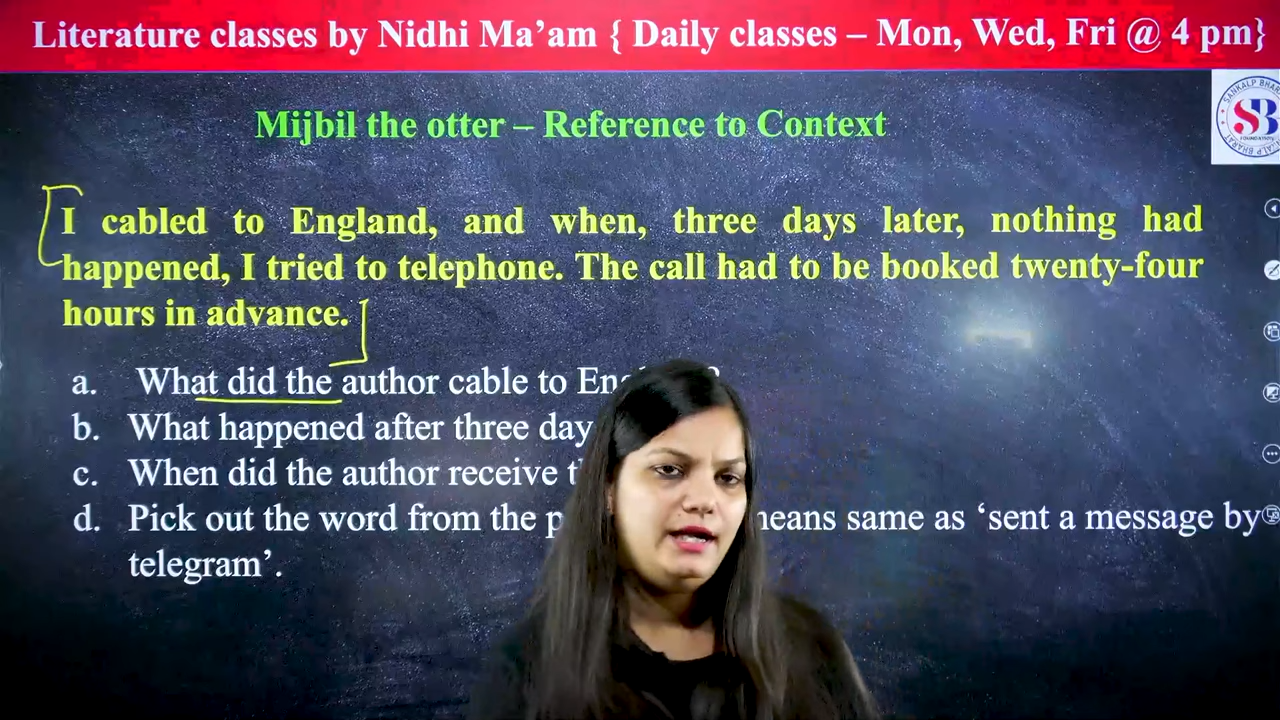 Literature classes by Nidhi Ma’am { Daily classes – Mon, Wed, Fri @ 4 pm}
SB
Mijbil the otter – Reference to Context
I cabled to England, and when, three days later, nothing had
happened, I tried to telephone. The call had to be booked twenty-four
hours in advance.
a. What did the author cable to En
b. What happened after three day
c. When did the author receive t
d. Pick out the word from the p means same as ‘sent a message by
telegram’.